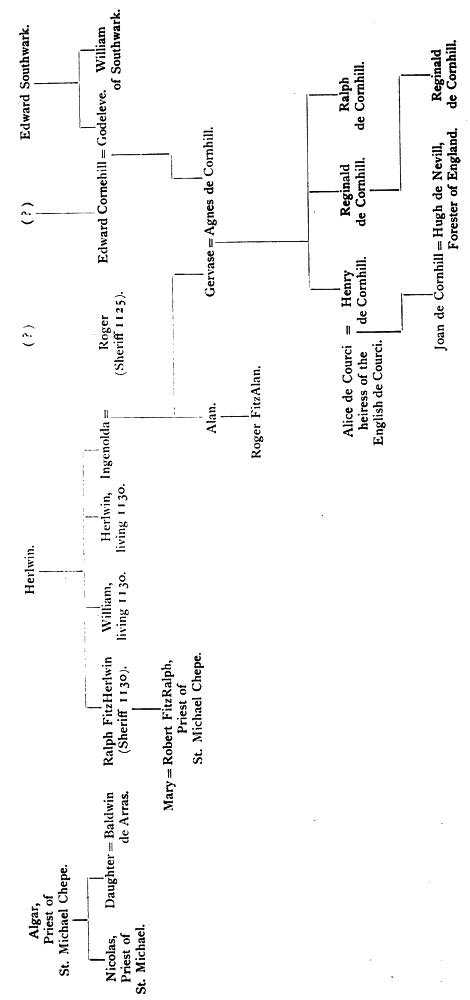 Algar,
Priest of
St. Michael Chepe.
Herlwin.
(?)
(?)
Edward Southwark.
Nicolas,
Priest of
St. Michael.
Daughter = Baldwin
de Arras.
Ralph FitzHerlwin
(Sheriff 1130).
William,
living 1130.
Herlwin,
living 1130.
Ingenolda =
Roger
(Sheriff 1125).
Edward Cornehill = Godeleve.
William
of Southwark.
Mary = Robert FitzRalph,
Priest of
St. Michael Chepe.
Alan.
Gervase = Agnes de Cornhill.
Roger FitzAlan.
Alice de Courci =
heiress of the
English de Courci.
Henry
de Cornhill.
Reginald
de Cornhill.
Ralph
de Cornhill.
Joan de Cornhill = Hugh de Nevill,
Forester of England.
Reginald
de Cornhill.